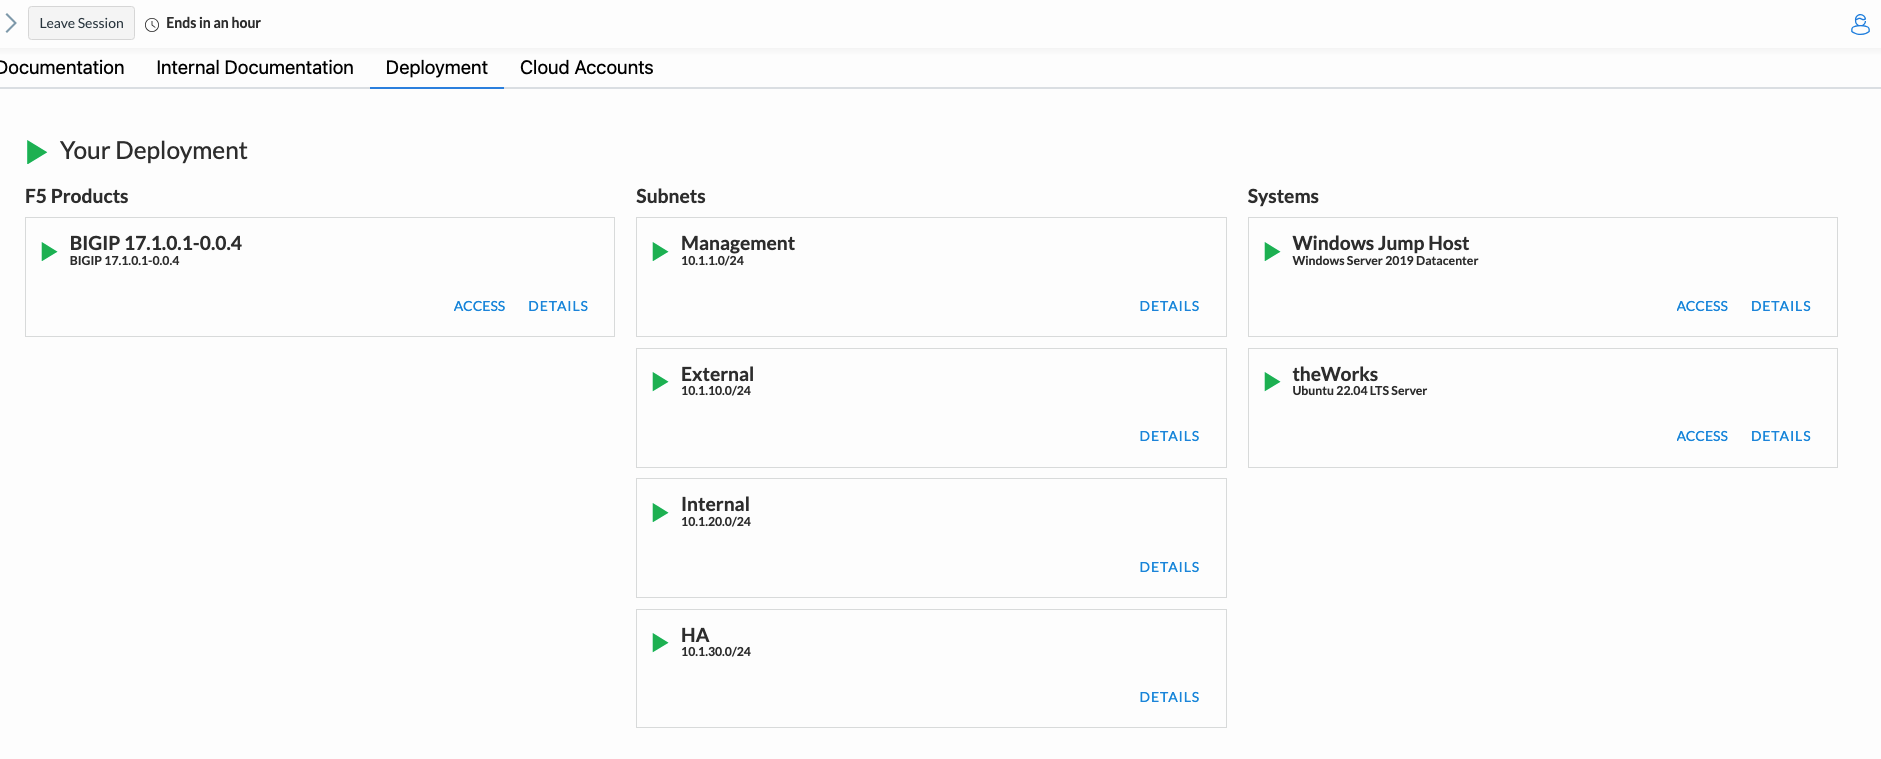 Leave Session
Ends in an hour
Documentation
Internal Documentation
Deployment
Cloud Accounts
Your Deployment
F5 Products
BIGIP 17.1.0.1-0.0.4
BIGIP 17.1.0.1-0.0.4
ACCESS
DETAILS
Subnets
Management
10.1.1.0/24
DETAILS
External
10.1.10.0/24
DETAILS
Internal
10.1.20.0/24
DETAILS
HA
10.1.30.0/24
DETAILS
Systems
Windows Jump Host
Windows Server 2019 Datacenter
ACCESS
DETAILS
theWorks
Ubuntu 22.04 LTS Server
ACCESS
DETAILS